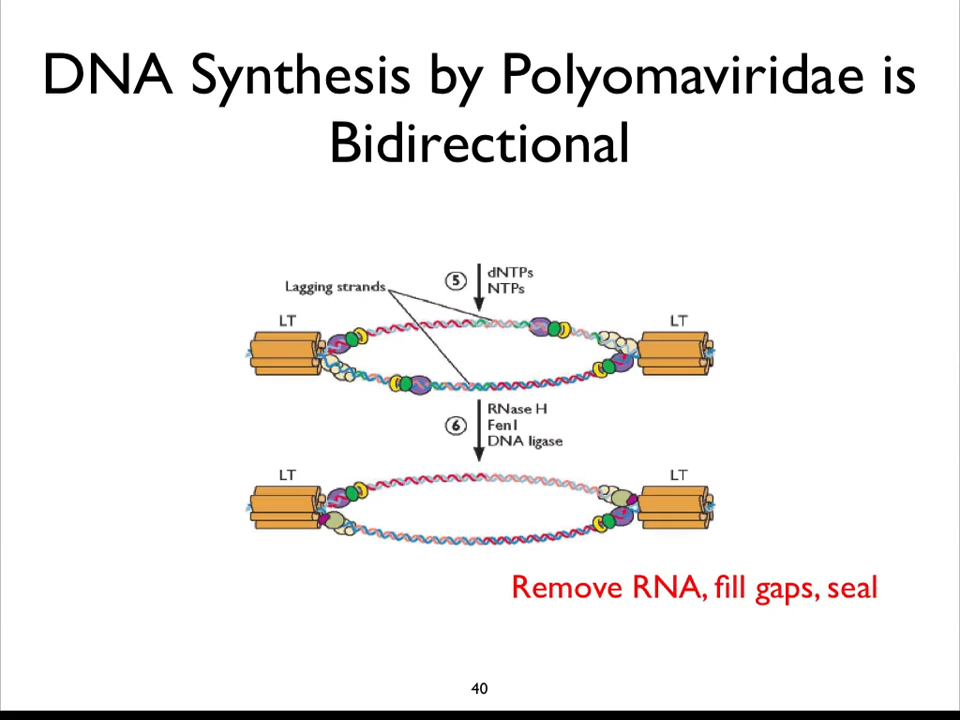 DNA Synthesis by Polyomaviridae is
Bidirectional
Lagging strands
5
dNTPs
NTPs
LT
LT
6
RNase H
Fen1
DNA ligase
LT
LT
Remove RNA, fill gaps, seal
40